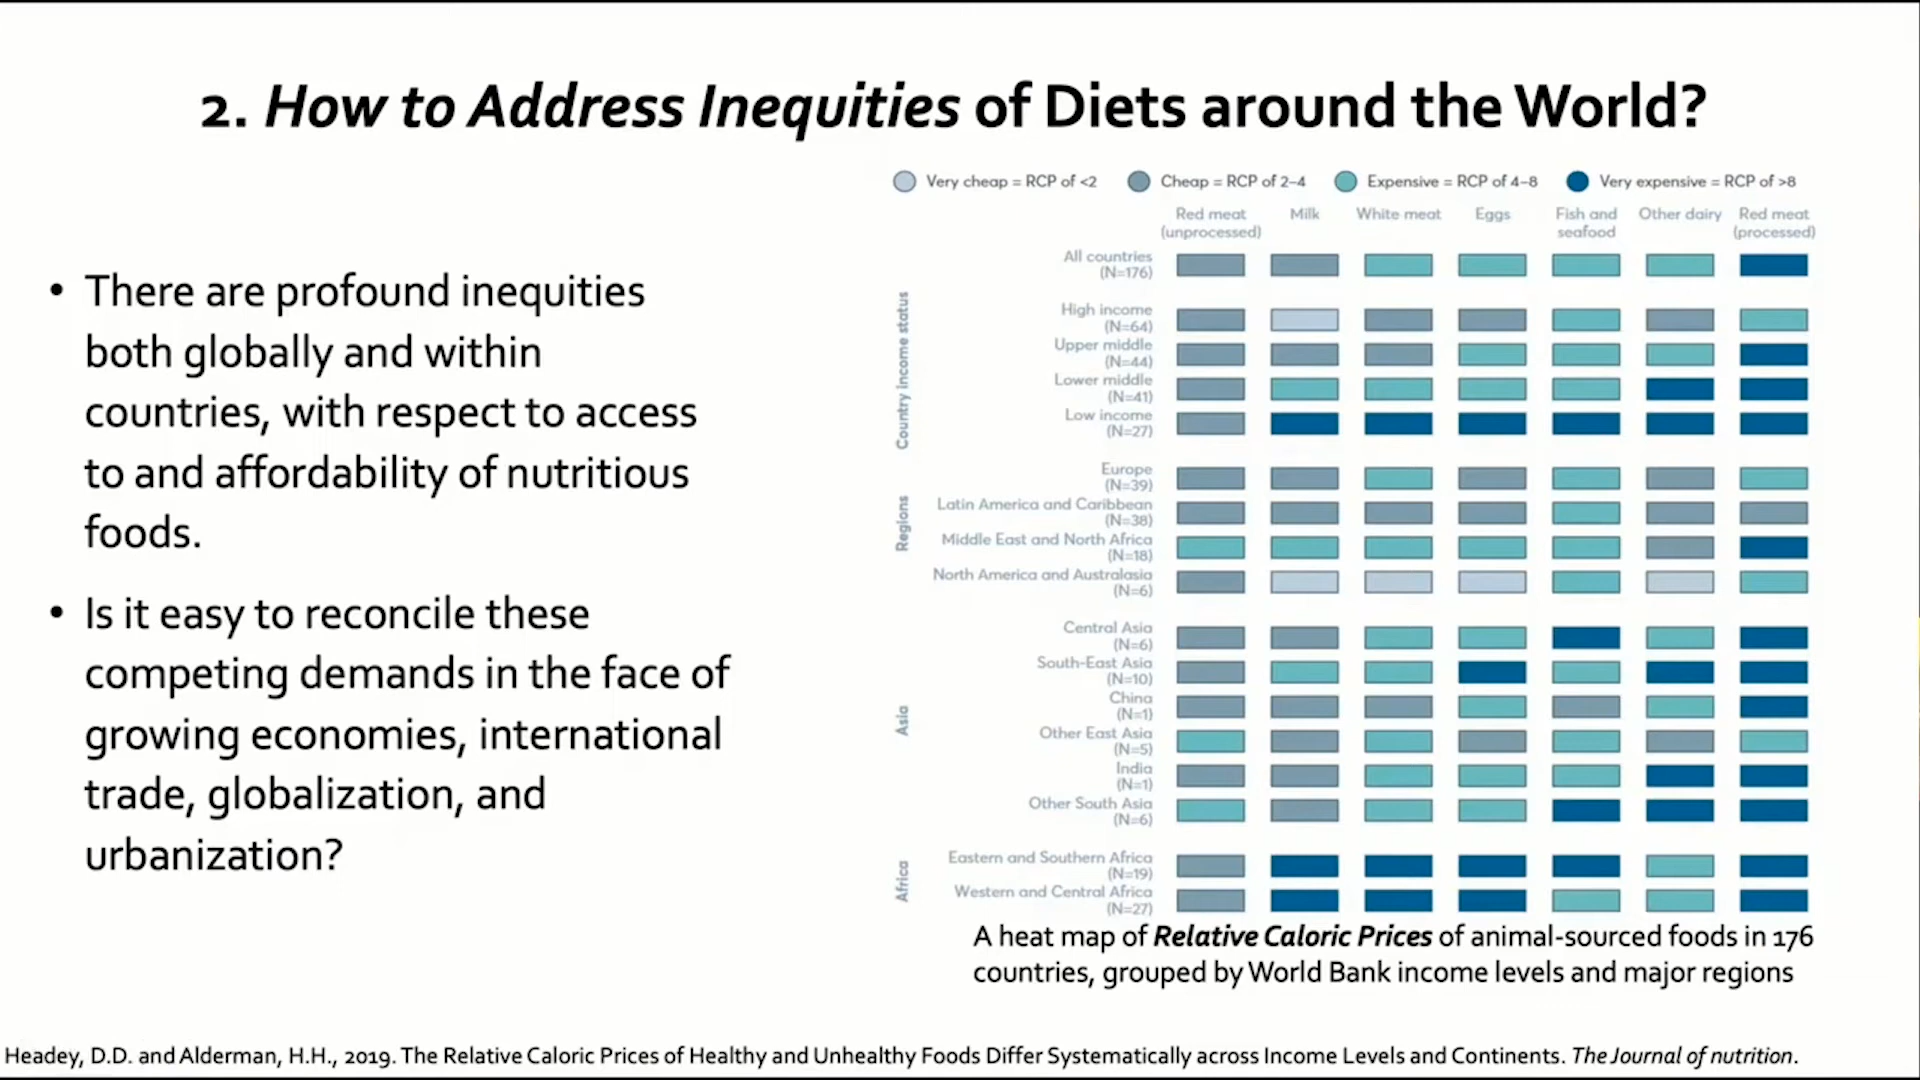 2. How to Address Inequities of Diets around the World?
• There are profound inequities
both globally and within
countries, with respect to access
to and affordability of nutritious
foods.
• Is it easy to reconcile these
competing demands in the face of
growing economies, international
trade, globalization, and
urbanization?
Very cheap = RCP of <2 Cheap = RCP of 2–4 Expensive = RCP of 4–8 Very expensive = RCP of >8
Red meat Milk White meat Eggs Fish and Other dairy Red meat
(unprocessed) seafood (processed)
All countries
(N=176)
Country income status
High income
(N=64)
Upper middle
(N=44)
Lower middle
(N=41)
Low income
(N=27)
Regions
Europe
(N=39)
Latin America and Caribbean
(N=38)
Middle East and North Africa
(N=18)
North America and Australasia
(N=6)
Asia
Central Asia
(N=6)
South-East Asia
(N=10)
China
(N=1)
Other East Asia
(N=5)
India
(N=1)
Other South Asia
(N=6)
Africa
Eastern and Southern Africa
(N=19)
Western and Central Africa
(N=27)
A heat map of Relative Caloric Prices of animal-sourced foods in 176
countries, grouped by World Bank income levels and major regions
Headey, D.D. and Alderman, H.H., 2019. The Relative Caloric Prices of Healthy and Unhealthy Foods Differ Systematically across Income Levels and Continents. The Journal of nutrition.